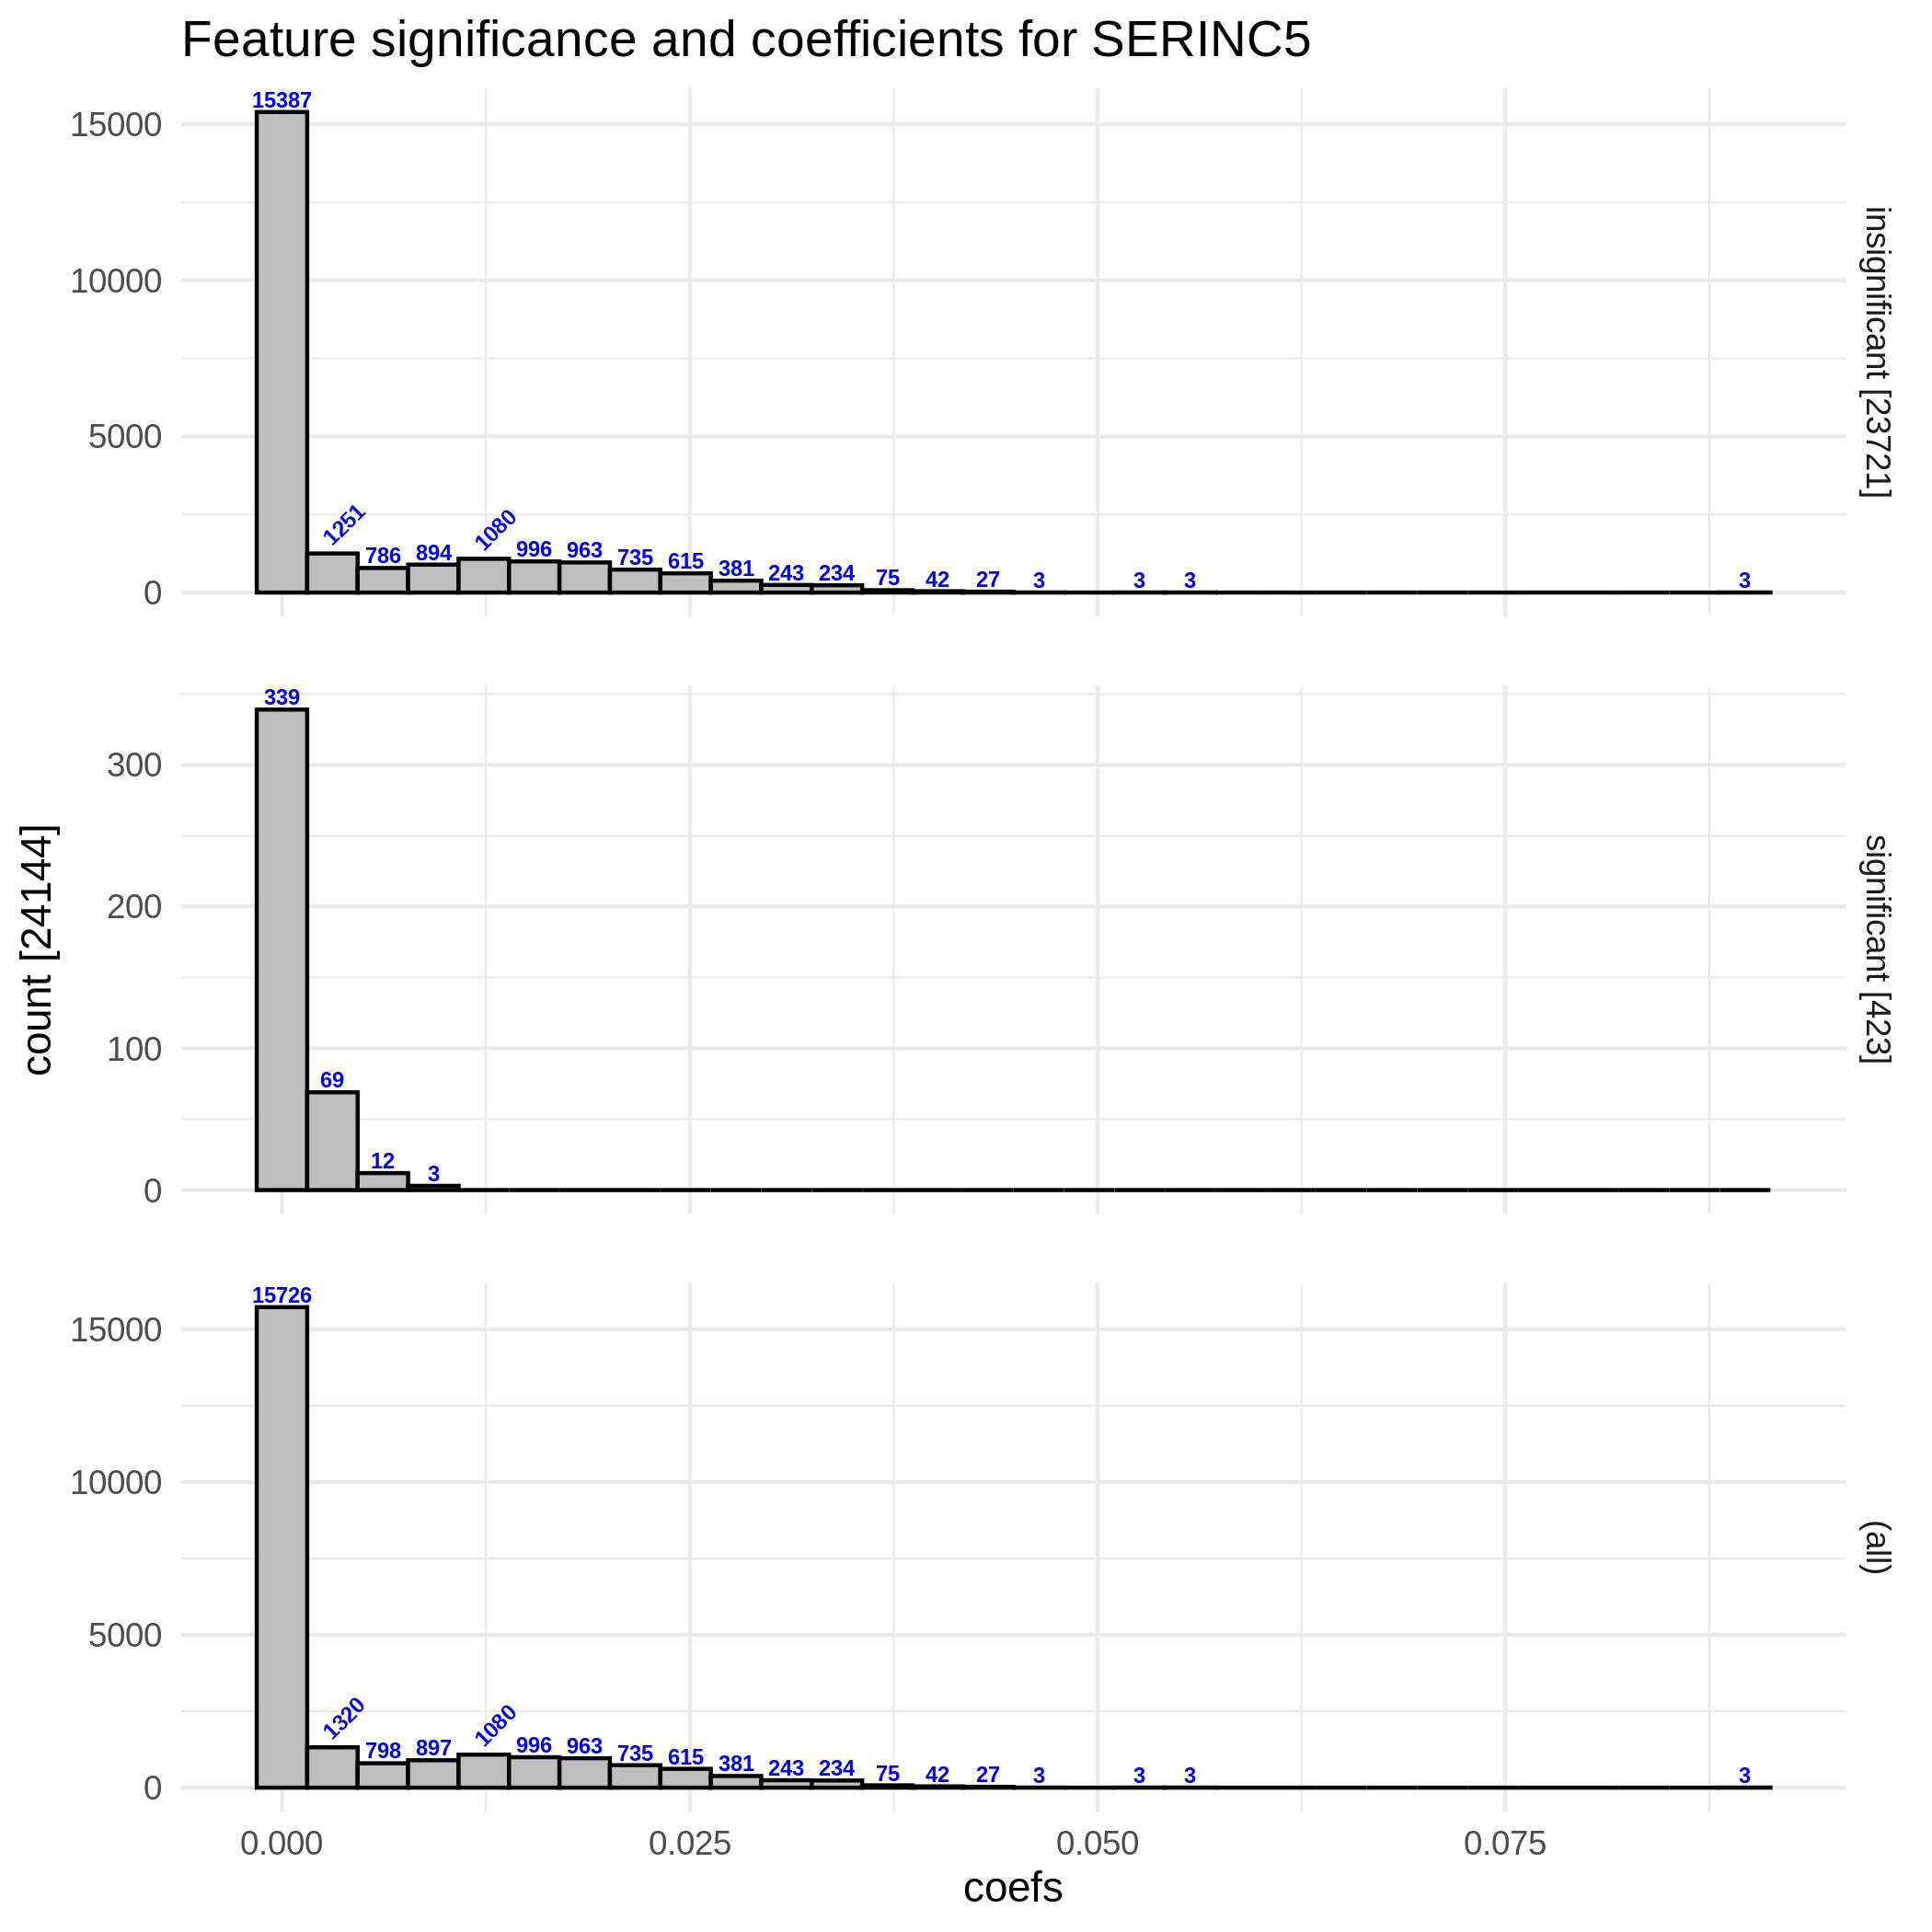 Feature significance and coefficients for SERINC5
15387
15000
10000
5000
0
1251
786 894 1080 996 963 735 615 381 243 234 75 42 27 3 3 3 3
insignificant [23721]
339
300
200
100
0
69
12
3
significant [423]
count [24144]
15726
15000
10000
5000
0
1320
798 897 1080 996 963 735 615 381 243 234 75 42 27 3 3 3 3
(all)
0.000 0.025 0.050 0.075
coefs